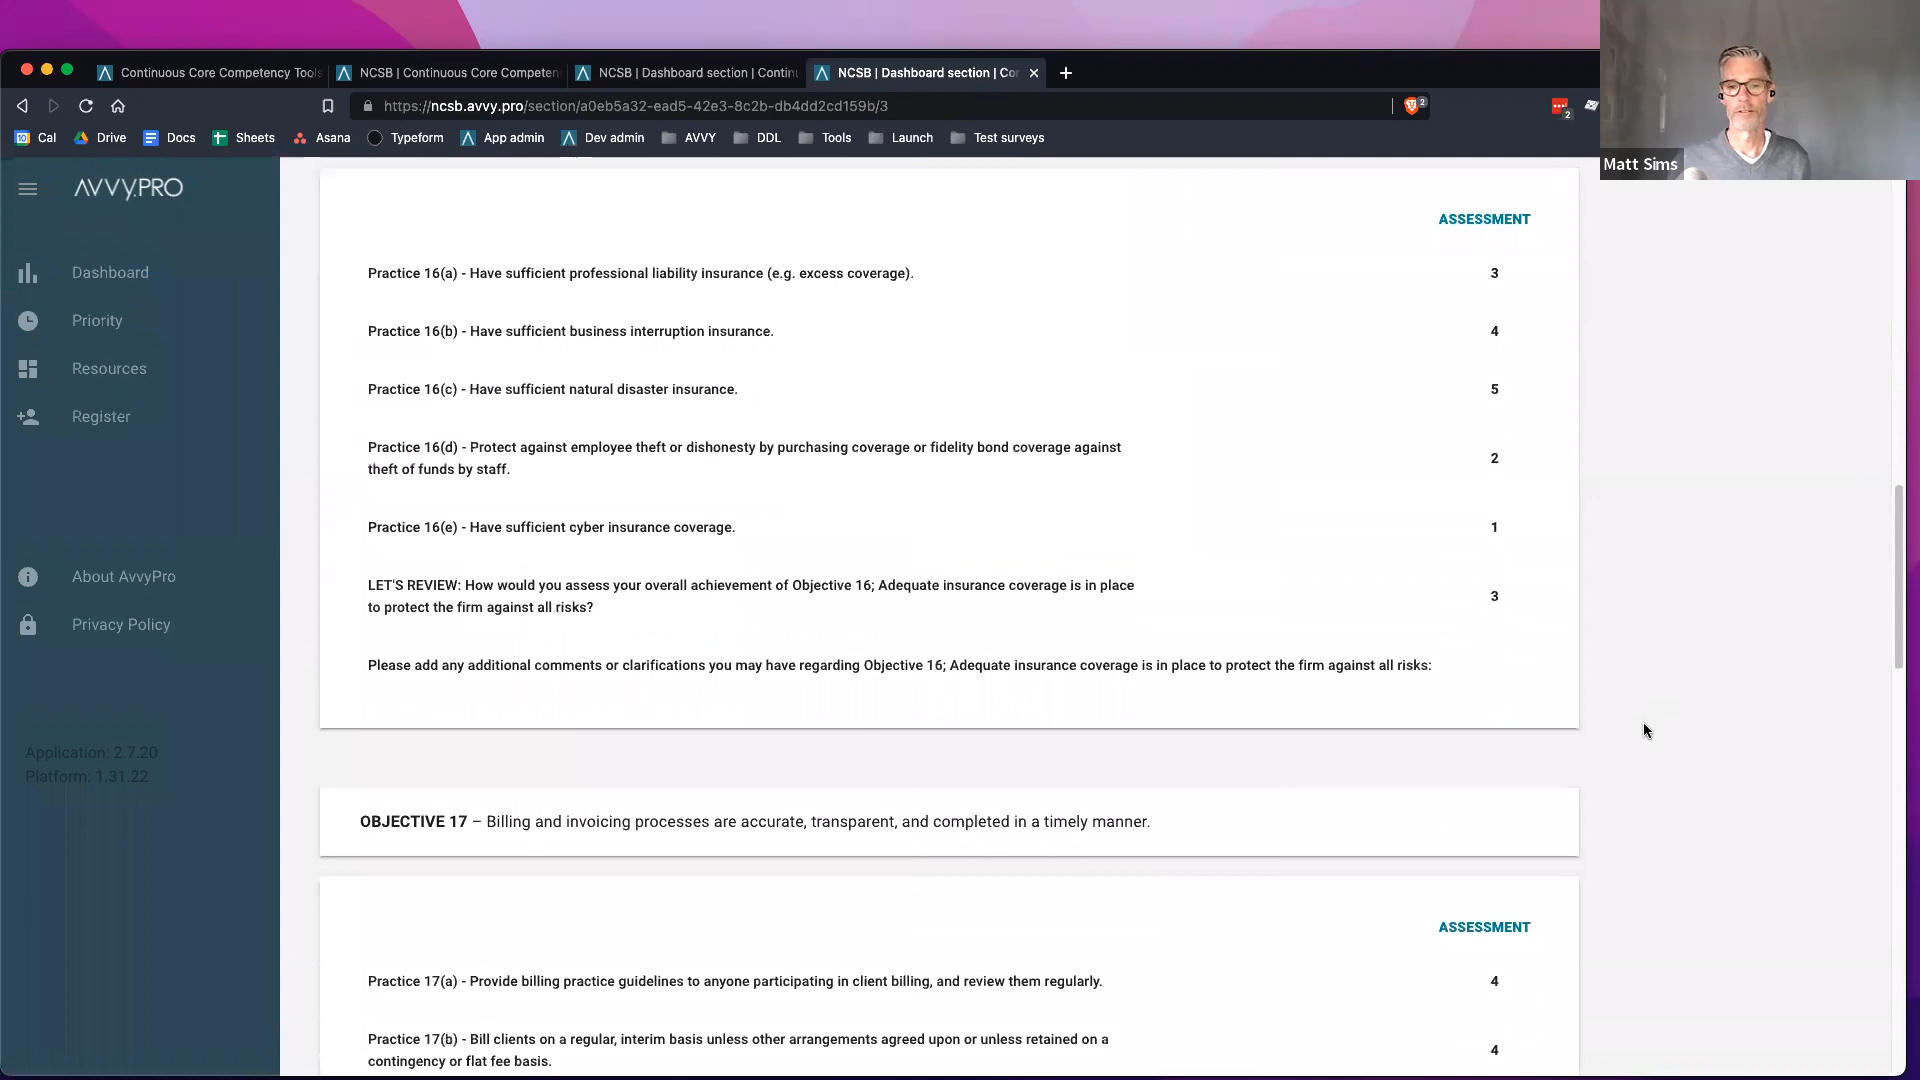 Continuous Core Competency Tools
NCSB | Continuous Core Competen
NCSB | Dashboard section | Contin
NCSB | Dashboard section | Cor
https://ncsb.avvy.pro/section/a0eb5a32-ead5-42e3-8c2b-db4dd2cd159b/3
2
2
Cal
Drive
Docs
Sheets
Asana
Typeform
App admin
Dev admin
AVVY
DDL
Tools
Launch
Test surveys
Matt Sims
AVVY.PRO
Dashboard
Priority
Resources
Register
About AvvyPro
Privacy Policy
Application: 2.7.20
Platform: 1.31.22
ASSESSMENT
Practice 16(a) - Have sufficient professional liability insurance (e.g. excess coverage).
3
Practice 16(b) - Have sufficient business interruption insurance.
4
Practice 16(c) - Have sufficient natural disaster insurance.
5
Practice 16(d) - Protect against employee theft or dishonesty by purchasing coverage or fidelity bond coverage against
theft of funds by staff.
2
Practice 16(e) - Have sufficient cyber insurance coverage.
1
LET'S REVIEW: How would you assess your overall achievement of Objective 16; Adequate insurance coverage is in place
to protect the firm against all risks?
3
Please add any additional comments or clarifications you may have regarding Objective 16; Adequate insurance coverage is in place to protect the firm against all risks:
OBJECTIVE 17 – Billing and invoicing processes are accurate, transparent, and completed in a timely manner.
ASSESSMENT
Practice 17(a) - Provide billing practice guidelines to anyone participating in client billing, and review them regularly.
4
Practice 17(b) - Bill clients on a regular, interim basis unless other arrangements agreed upon or unless retained on a
contingency or flat fee basis.
4